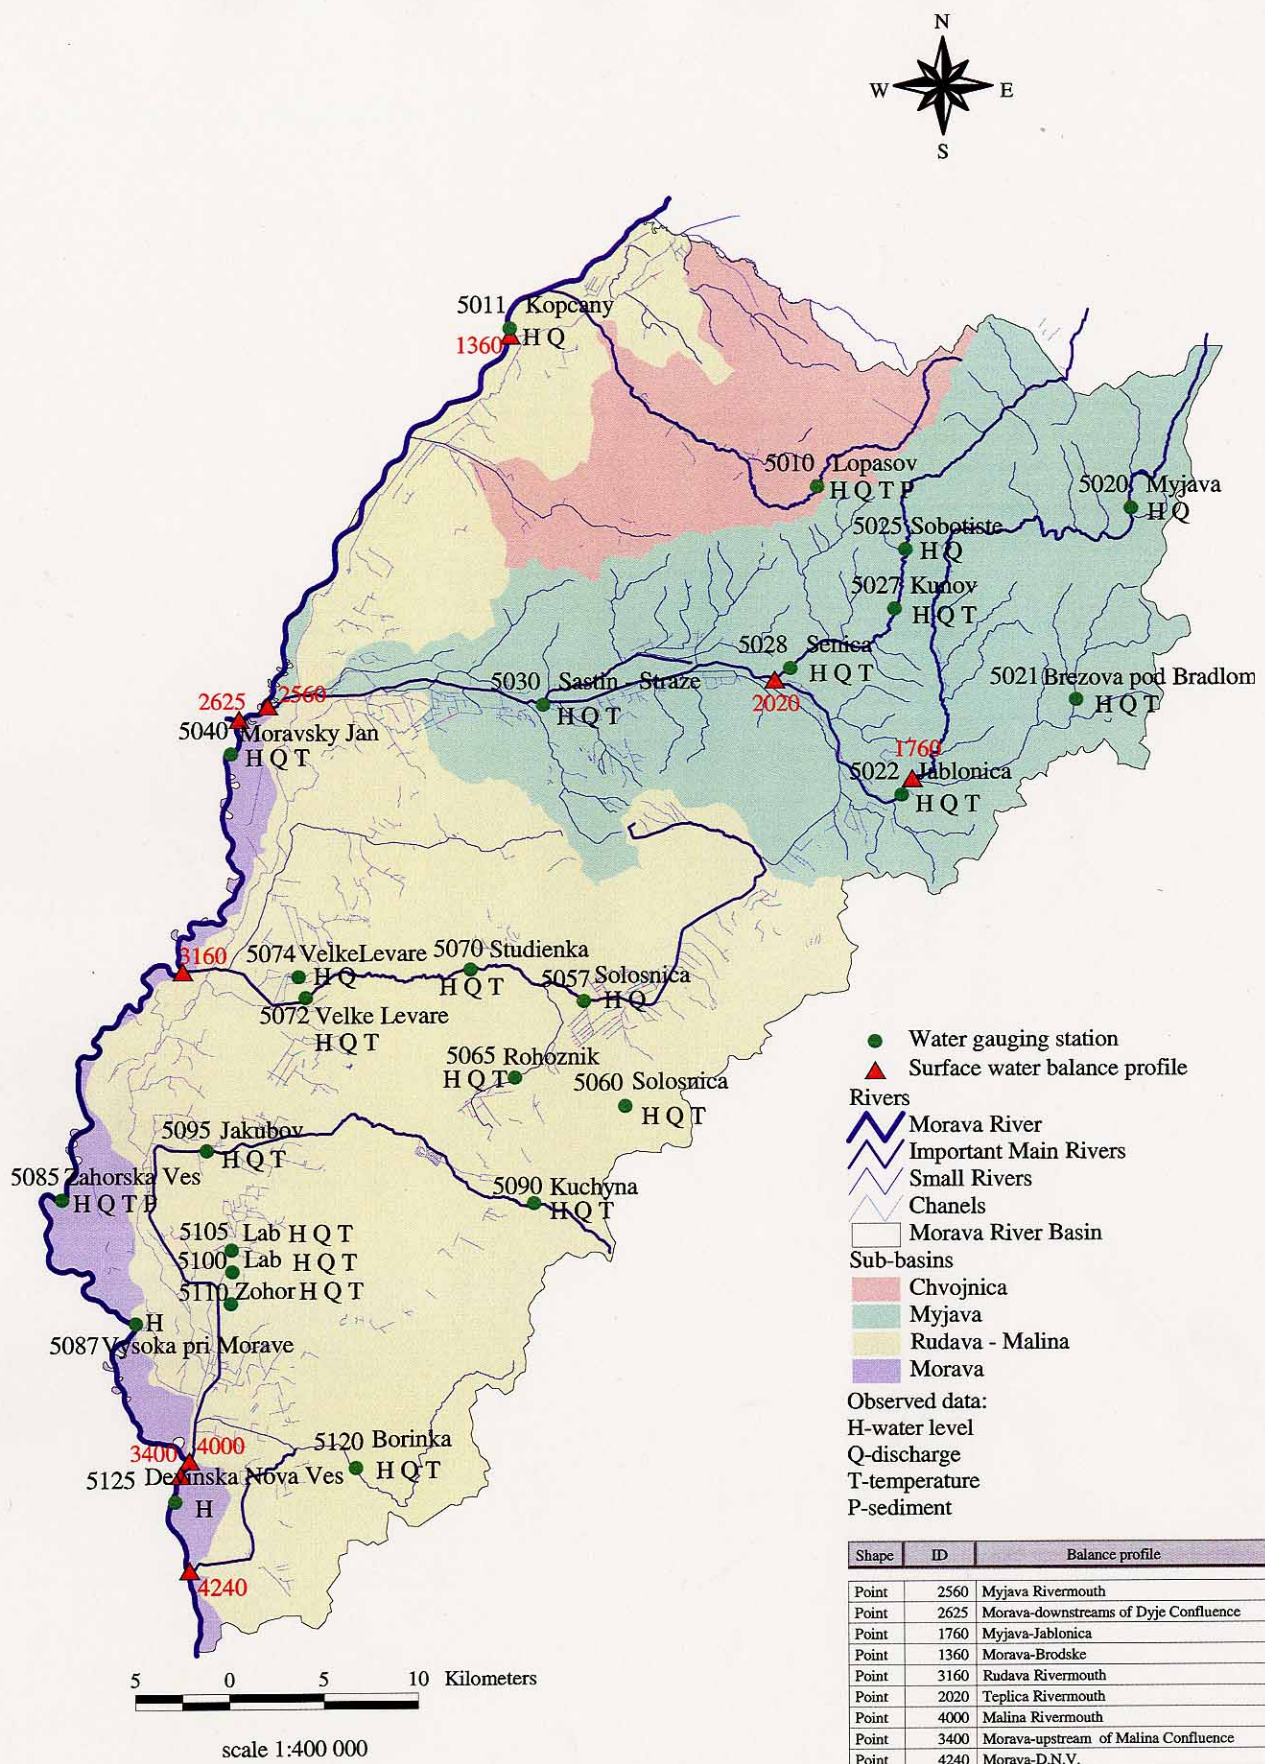 N
W E
S
5011 Kopcany
1360 H Q
5010 Lopasov
H Q T P
5020 Myjava
H Q
5025 Sobotiste
H Q
5027 Kunov
H Q T
5028 Senica
H Q T
2020
5021 Brezova pod Bradlom
H Q T
5030 Sastin - Straze
H Q T
2625 2560
5040 Moravsky Jan
H Q T
1760
5022 Jablonica
H Q T
3160
5074 VelkeLevare
H Q
5070 Studienka
H Q T
5057 Solosnica
H Q
5072 Velke Levare
H Q T
5065 Rohoznik
H Q T
5060 Solosnica
H Q T
5095 Jakubov
H Q T
5085 Zahorska Ves
H Q T P
5090 Kuchyna
H Q T
5105 Lab H Q T
5100 Lab H Q T
5110 Zohor H Q T
H
5087 Vysoka pri Morave
3400 4000
5120 Borinka
H Q T
5125 Devinska Nova Ves
H
4240
Water gauging station
Surface water balance profile
Rivers
Morava River
Important Main Rivers
Small Rivers
Chanels
Morava River Basin
Sub-basins
Chvojnica
Myjava
Rudava - Malina
Morava
Observed data:
H-water level
Q-discharge
T-temperature
P-sediment
Shape ID Balance profile
Point 2560 Myjava Rivermouth
Point 2625 Morava-downstreams of Dyje Confluence
Point 1760 Myjava-Jablonica
Point 1360 Morava-Brodske
Point 3160 Rudava Rivermouth
Point 2020 Teplica Rivermouth
Point 4000 Malina Rivermouth
Point 3400 Morava-upstream of Malina Confluence
Point 4240 Morava-D.N.V.
5 0 5 10 Kilometers
scale 1:400 000